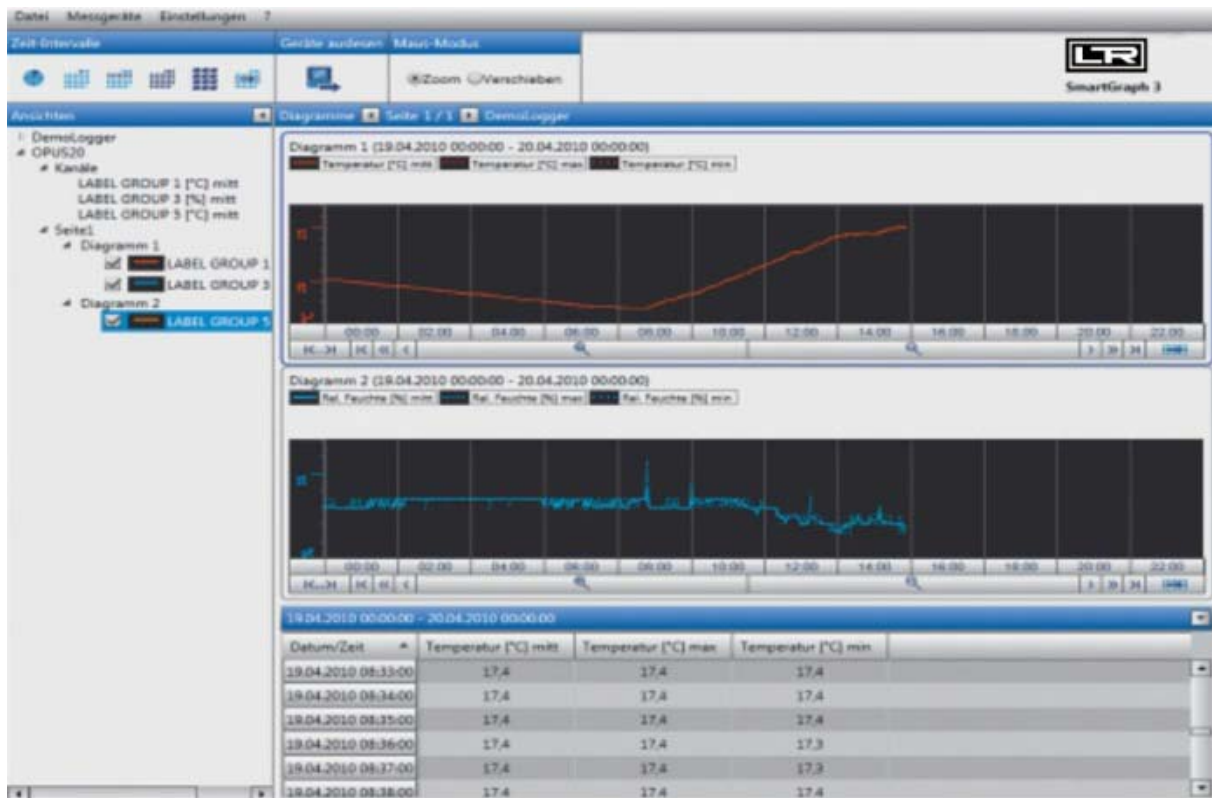 Datei Messgeräte Einstellungen ?
Zeit-Intervalle
Geräte auslesen
Maus-Modus
Zoom Verschieben
LTR
SmartGraph 3
Ansichten
Diagramme Seite 1 / 1 DemoLogger
DemoLogger
OPUS20
Kanäle
LABEL GROUP 1 [°C] mitt
LABEL GROUP 3 [%] mitt
LABEL GROUP 5 [°C] mitt
Seite1
Diagramm 1
LABEL GROUP 1
LABEL GROUP 3
Diagramm 2
LABEL GROUP 5
Diagramm 1 (19.04.2010 00:00:00 - 20.04.2010 00:00:00)
Temperatur [°C] mitt Temperatur [°C] max Temperatur [°C] min
00:00 02:00 04:00 06:00 08:00 10:00 12:00 14:00 16:00 18:00 20:00 22:00
Diagramm 2 (19.04.2010 00:00:00 - 20.04.2010 00:00:00)
Rel. Feuchte [%] mitt Rel. Feuchte [%] max Rel. Feuchte [%] min
00:00 02:00 04:00 06:00 08:00 10:00 12:00 14:00 16:00 18:00 20:00 22:00
19.04.2010 00:00:00 - 20.04.2010 00:00:00
Datum/Zeit Temperatur [°C] mitt Temperatur [°C] max Temperatur [°C] min
19.04.2010 08:33:00 17,4 17,4 17,4
19.04.2010 08:34:00 17,4 17,4 17,4
19.04.2010 08:35:00 17,4 17,4 17,4
19.04.2010 08:36:00 17,4 17,4 17,3
19.04.2010 08:37:00 17,4 17,4 17,3
19.04.2010 08:38:00 17,4 17,4 17,4